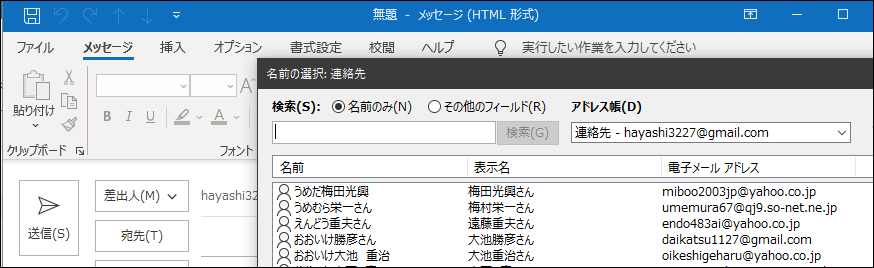 無題 - メッセージ (HTML 形式)
ファイル メッセージ 挿入 オプション 書式設定 校閲 ヘルプ 実行したい作業を入力してください
名前の選択: 連絡先
検索(S): 名前のみ(N) その他のフィールド(R) アドレス帳(D)
検索(G) 連絡先 - hayashi3227@gmail.com
貼り付け
B I U A
クリップボード フォント
名前 表示名 電子メール アドレス
うめだ梅田光興 梅田光興さん miboo2003jp@yahoo.co.jp
うめむら栄一さん 梅村栄一さん umemura67@qj9.so-net.ne.jp
えんどう重夫さん 遠藤重夫さん endo483ai@yahoo.co.jp
おおいけ勝彦さん 大池勝彦さん daikatsu1127@gmail.com
おおいけ大池 重治 大池重治さん oikeshigeharu@yahoo.co.jp
差出人(M) hayashi32
送信(S)
宛先(T)